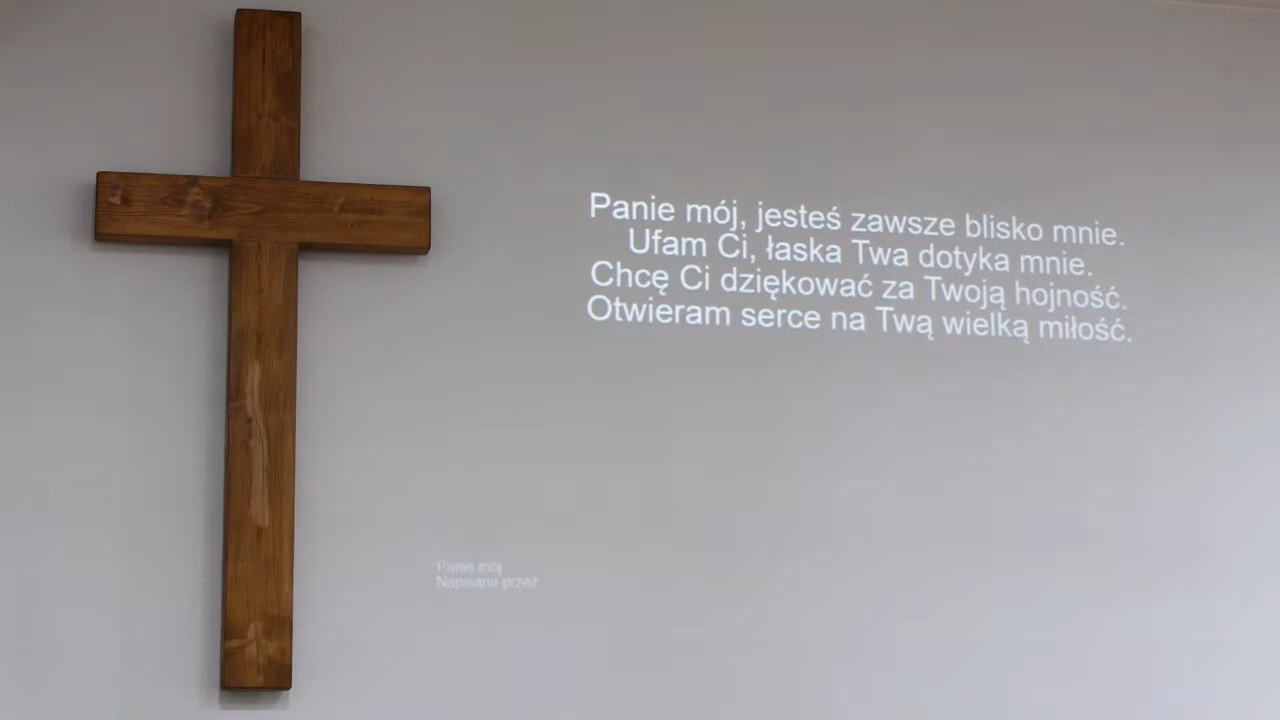 Panie mój, jesteś zawsze blisko mnie.
Ufam Ci, łaska Twa dotyka mnie.
Chcę Ci dziękować za Twoją hojność.
Otwieram serce na Twą wielką miłość.
Panie mój
Napisane przez